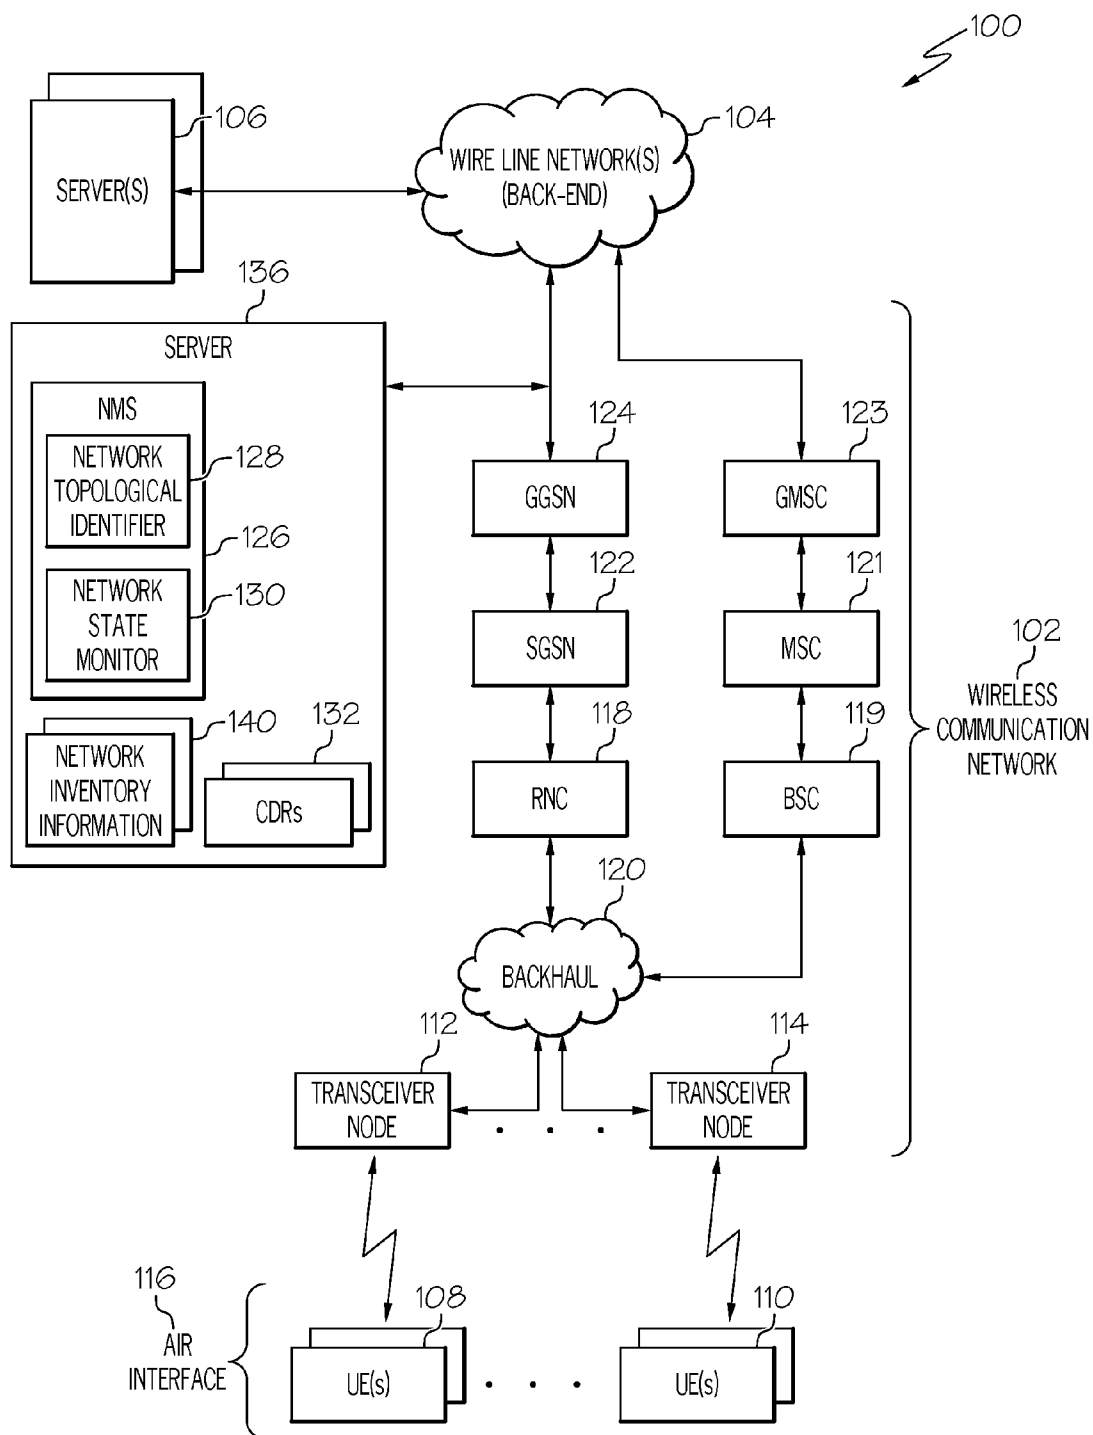 100
106
SERVER(S)
104
WIRE LINE NETWORK(S)
(BACK-END)
136
SERVER
NMS
NETWORK
TOPOLOGICAL
IDENTIFIER
128
126
NETWORK
STATE
MONITOR
130
140
NETWORK
INVENTORY
INFORMATION
132
CDRs
124
GGSN
123
GMSC
122
SGSN
121
MSC
118
RNC
119
BSC
102
WIRELESS
COMMUNICATION
NETWORK
120
BACKHAUL
112
TRANSCEIVER
NODE
114
TRANSCEIVER
NODE
116
AIR
INTERFACE
108
UE(s)
110
UE(s)